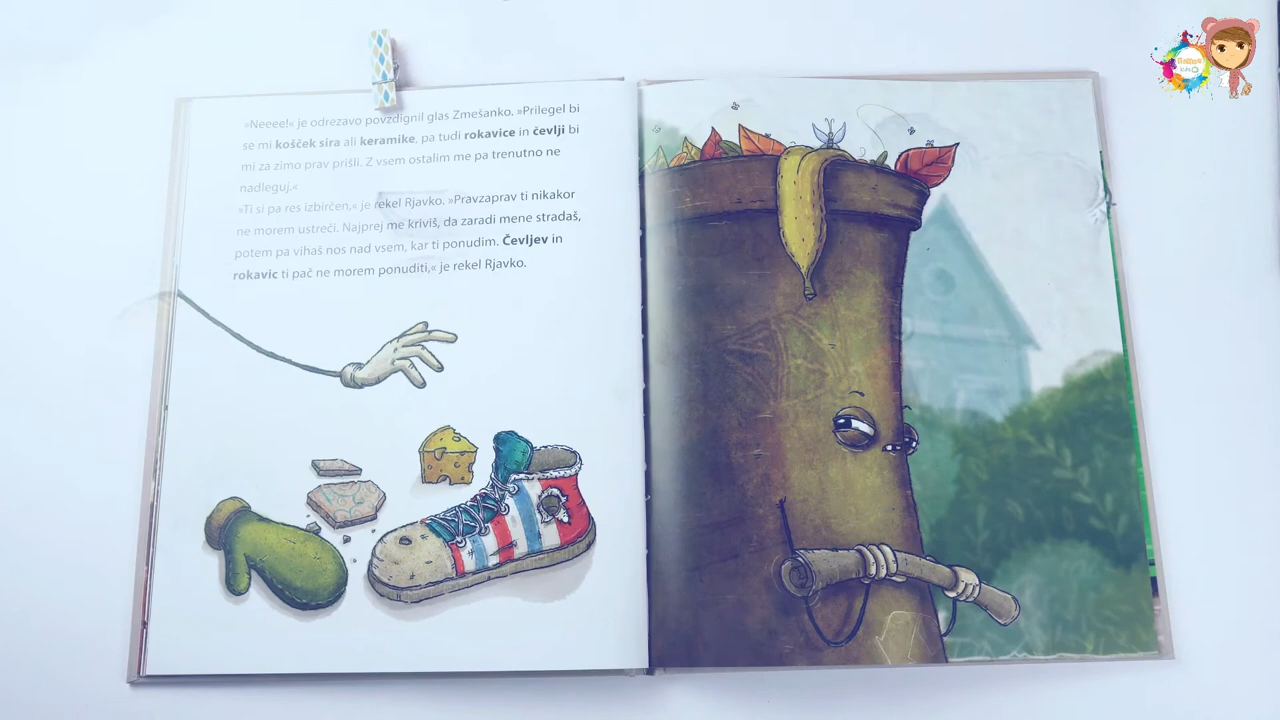 »Neeee!« je odrezavo povzdignil glas Zmešanko. »Prilegel bi
se mi košček sira ali keramike, pa tudi rokavice in čevlji bi
mi za zimo prav prišli. Z vsem ostalim me pa trenutno ne
nadleguj.«
»Ti si pa res izbirčen,« je rekel Rjavko. »Pravzaprav ti nikakor
ne morem ustreči. Najprej me kriviš, da zaradi mene stradaš,
potem pa vihaš nos nad vsem, kar ti ponudim. Čevljev in
rokavic ti pač ne morem ponuditi,« je rekel Rjavko.